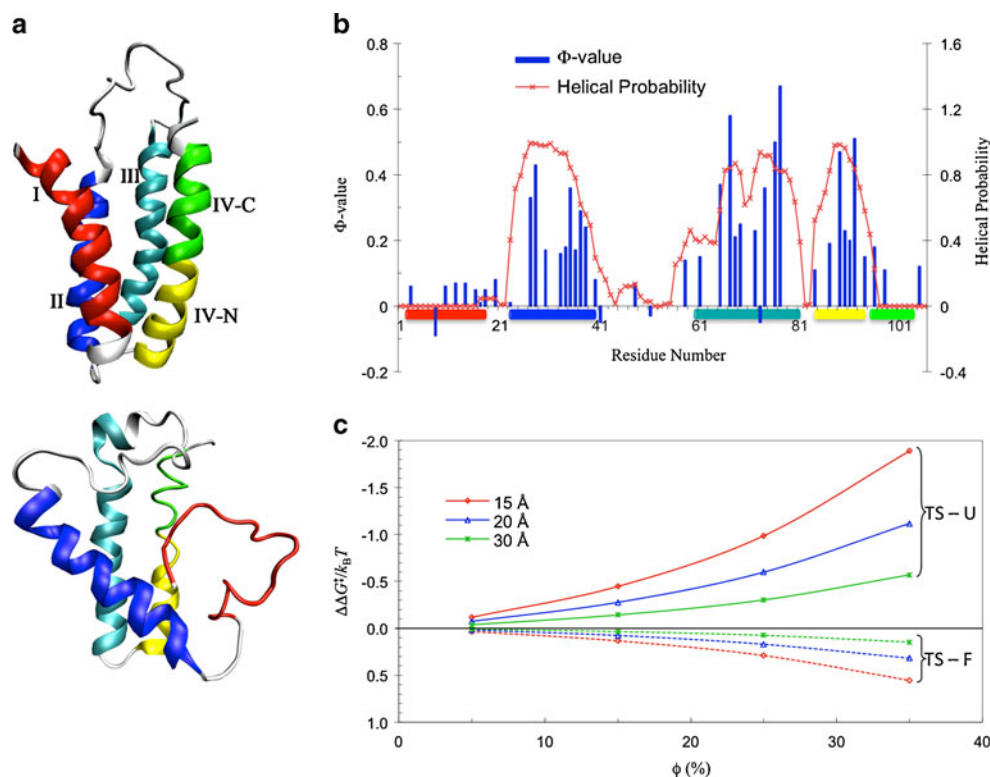 a
I
III
IV-C
II
IV-N
b
0.8
0.6
0.4
0.2
0
-0.2
Φ-value
Φ-value
Helical Probability
1.6
1.2
0.8
0.4
0
-0.4
Helical Probability
1 21 41 61 81 101
Residue Number
c
-2.0
-1.5
-1.0
-0.5
0.0
0.5
1.0
ΔΔG‡/kBT
15 Å
20 Å
30 Å
TS – U
TS – F
0 10 20 30 40
ϕ (%)